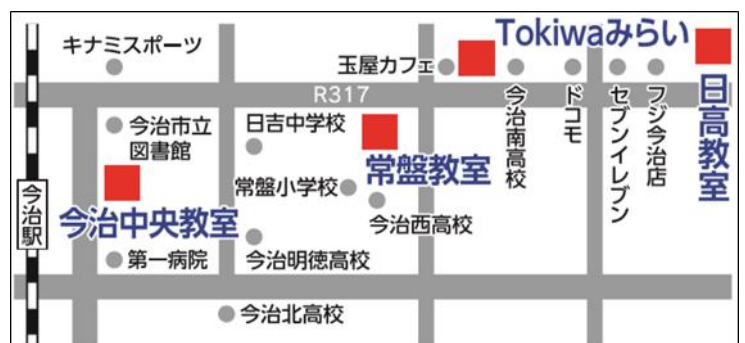 Tokiwaみらい
キナミスポーツ
玉屋カフェ
R317
今治市立
図書館
日吉中学校
今治南高校
ドコモ
セブンイレブン
フジ今治店
日高教室
常盤教室
常盤小学校
今治西高校
今治駅
今治中央教室
第一病院
今治明徳高校
今治北高校